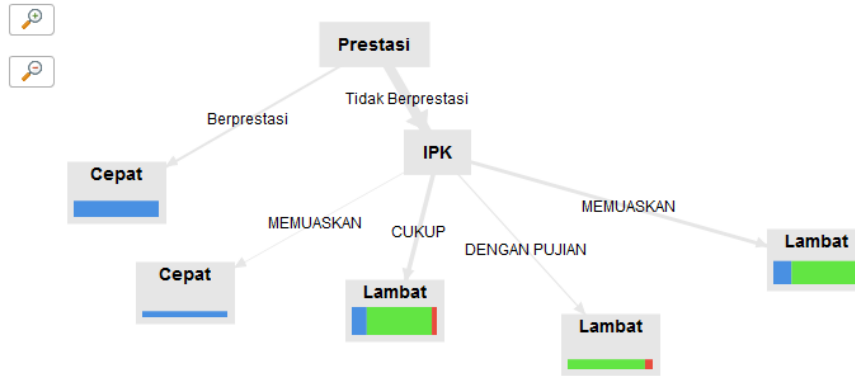 Prestasi
Tidak Berprestasi
Berprestasi
IPK
Cepat
MEMUASKAN
MEMUASKAN
CUKUP
DENGAN PUJIAN
Lambat
Cepat
Lambat
Lambat